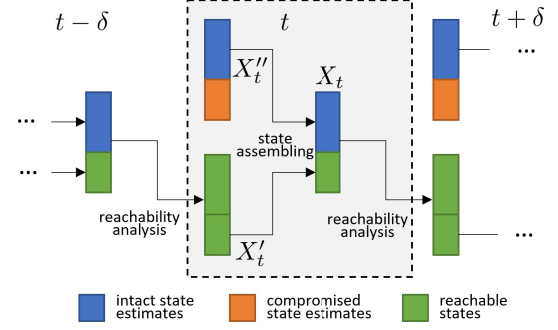 t − δ
t
t + δ
X''_t
X_t
...
...
state
assembling
...
reachability
analysis
reachability
analysis
X'_t
...
intact state
estimates
compromised
state estimates
reachable
states